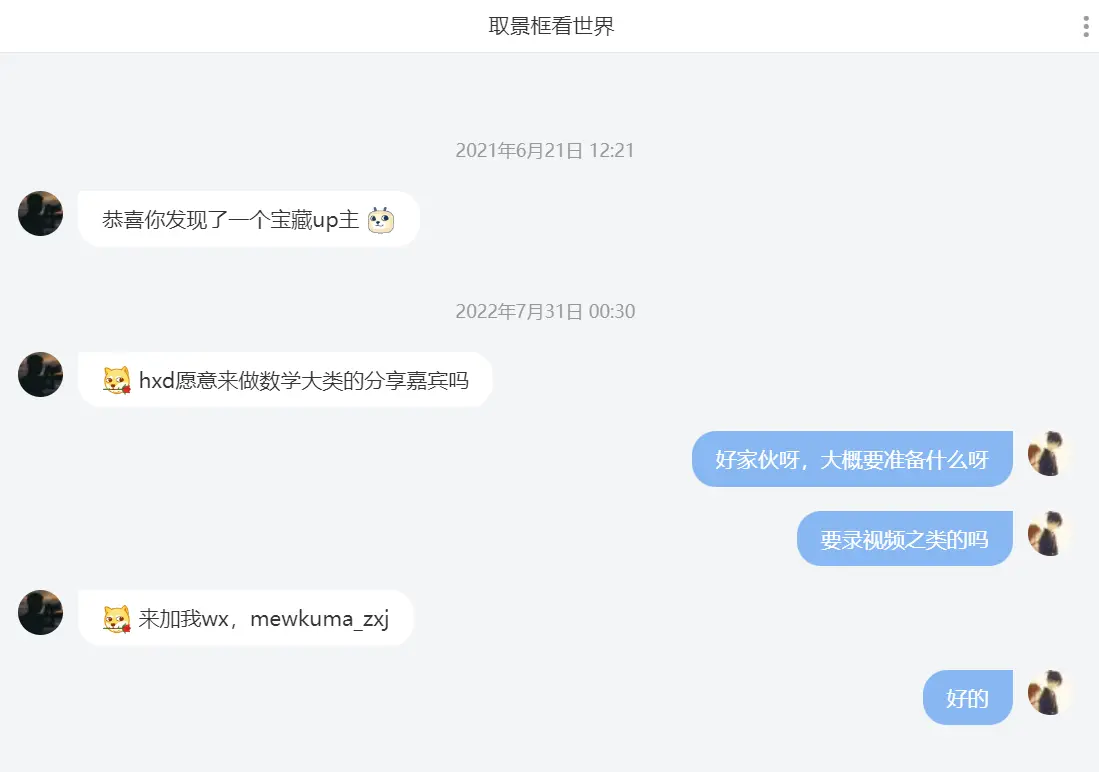 取景框看世界
2021年6月21日 12:21
恭喜你发现了一个宝藏up主
2022年7月31日 00:30
hxd愿意来做数学大类的分享嘉宾吗
好家伙呀，大概要准备什么呀
要录视频之类的吗
来加我wx，mewkuma_zxj
好的